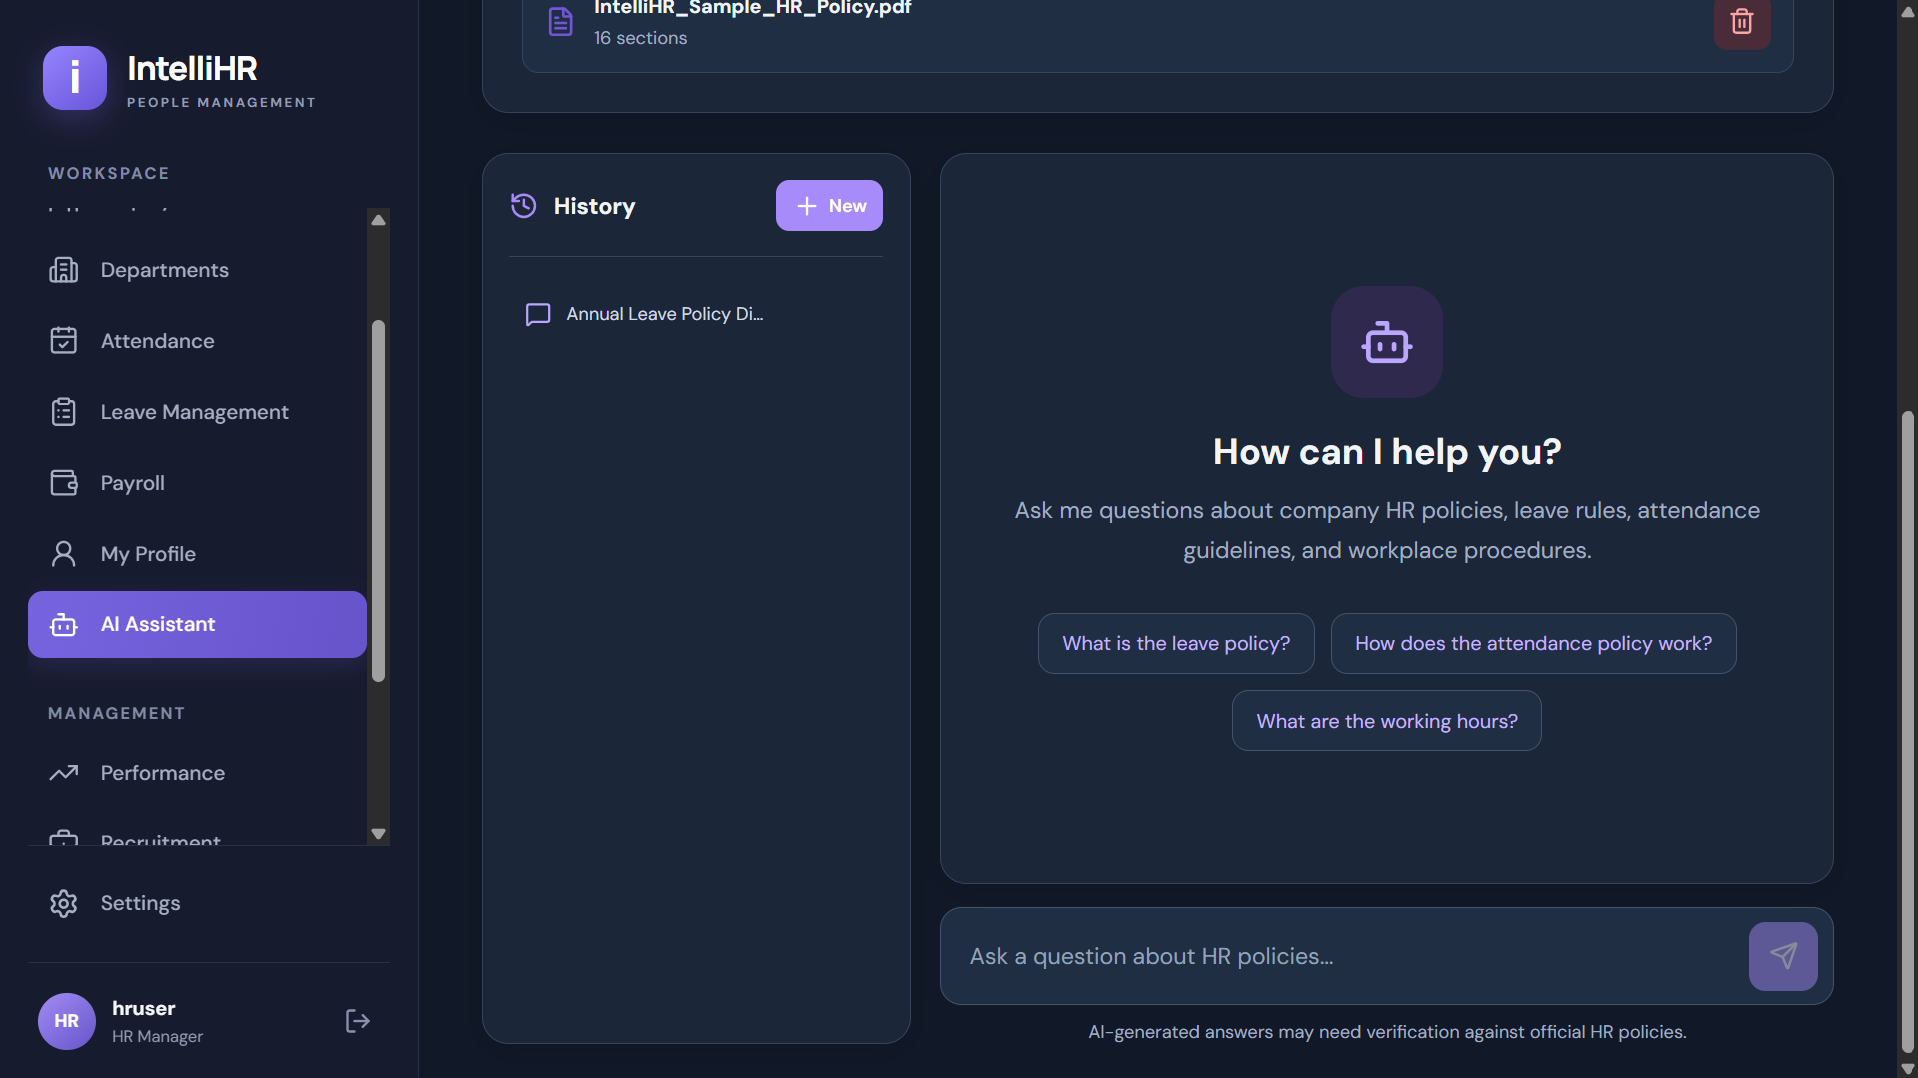 i
IntelliHR
PEOPLE MANAGEMENT
WORKSPACE
Departments
Attendance
Leave Management
Payroll
My Profile
AI Assistant
MANAGEMENT
Performance
Recruitment
Settings
HR
hruser
HR Manager
IntelliHR_Sample_HR_Policy.pdf
16 sections
History
New
Annual Leave Policy Di...
How can I help you?
Ask me questions about company HR policies, leave rules, attendance
guidelines, and workplace procedures.
What is the leave policy?
How does the attendance policy work?
What are the working hours?
Ask a question about HR policies...
AI-generated answers may need verification against official HR policies.